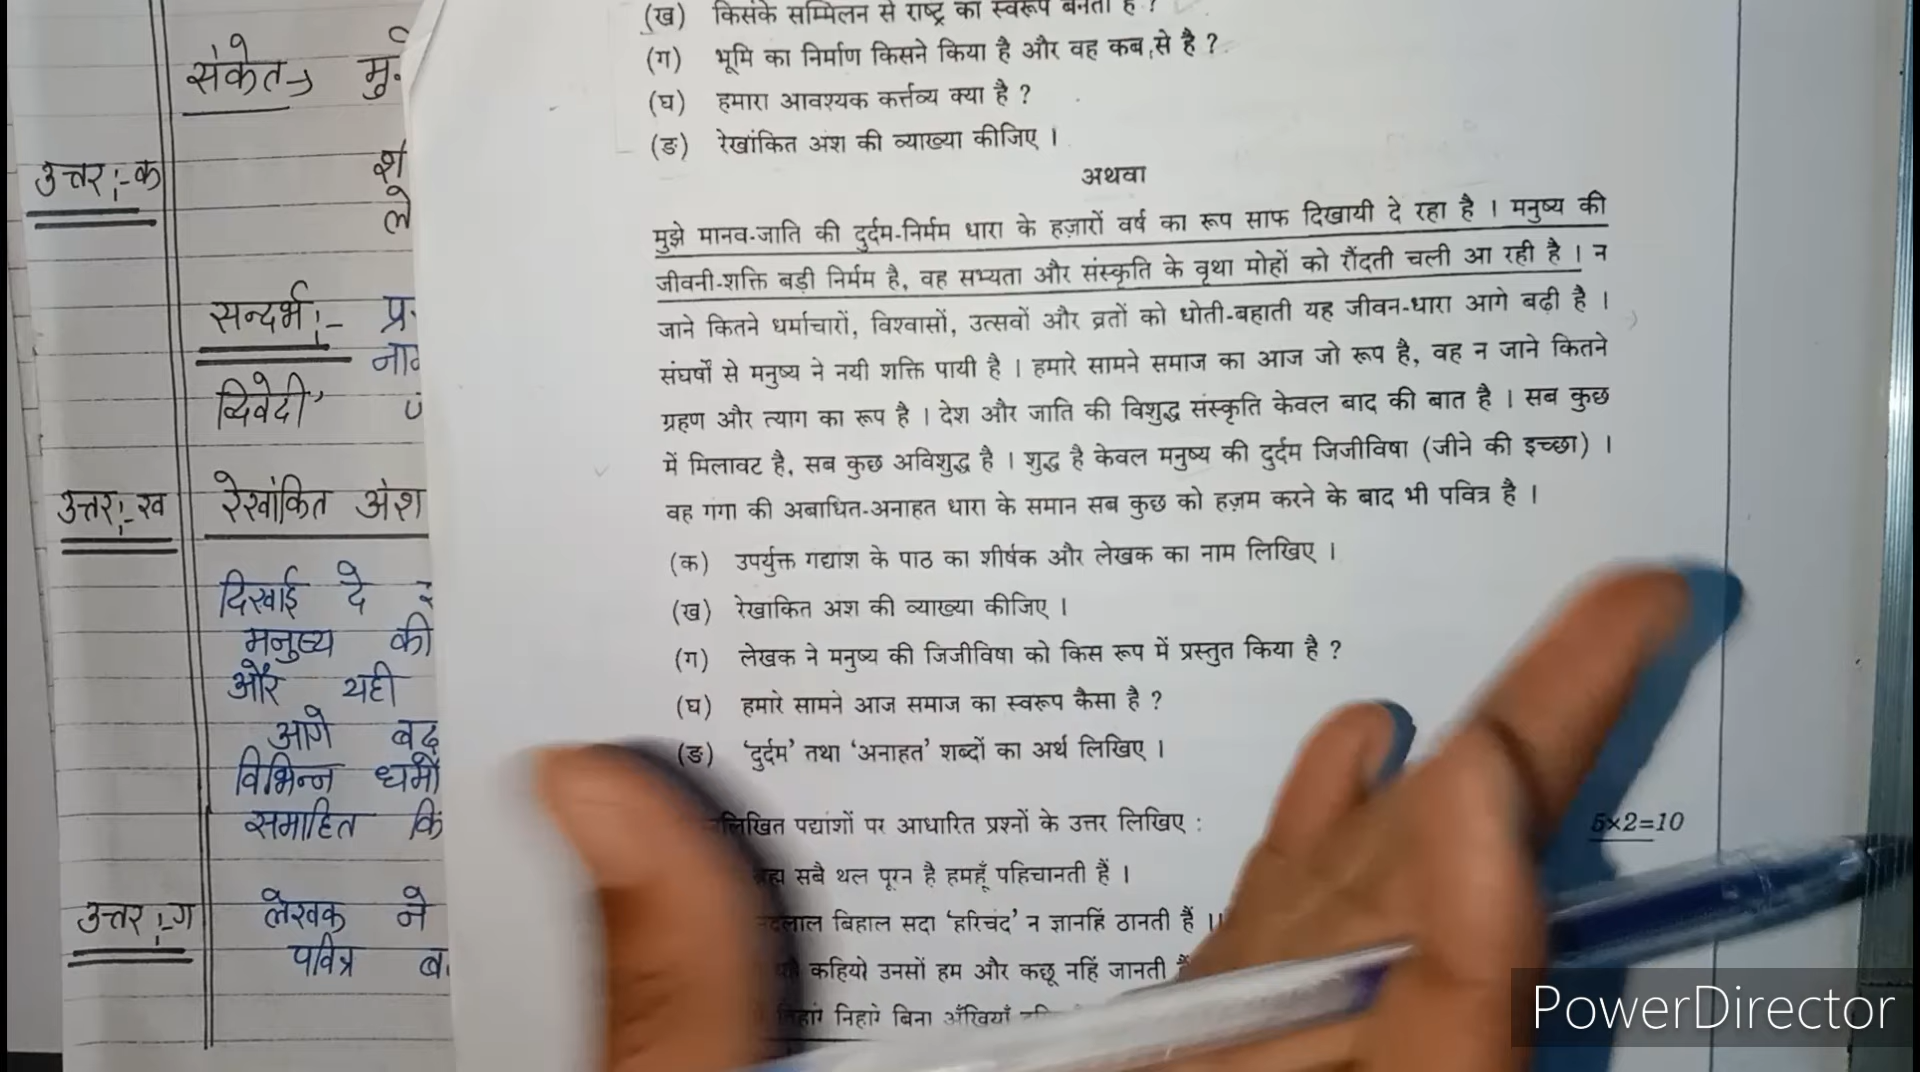 (ख) किसके सम्मिलन से राष्ट्र का स्वरूप बनता है ?
(ग) भूमि का निर्माण किसने किया है और वह कब से है ?
(घ) हमारा आवश्यक कर्त्तव्य क्या है ?
(ङ) रेखांकित अंश की व्याख्या कीजिए ।
अथवा
मुझे मानव-जाति की दुर्दम-निर्मम धारा के हज़ारों वर्ष का रूप साफ दिखायी दे रहा है । मनुष्य की
जीवनी-शक्ति बड़ी निर्मम है, वह सभ्यता और संस्कृति के वृथा मोहों को रौंदती चली आ रही है । न
जाने कितने धर्माचारों, विश्वासों, उत्सवों और व्रतों को धोती-बहाती यह जीवन-धारा आगे बढ़ी है ।
संघर्षों से मनुष्य ने नयी शक्ति पायी है । हमारे सामने समाज का आज जो रूप है, वह न जाने कितने
ग्रहण और त्याग का रूप है । देश और जाति की विशुद्ध संस्कृति केवल बाद की बात है । सब कुछ
में मिलावट है, सब कुछ अविशुद्ध है । शुद्ध है केवल मनुष्य की दुर्दम जिजीविषा (जीने की इच्छा) ।
वह गंगा की अबाधित-अनाहत धारा के समान सब कुछ को हज़म करने के बाद भी पवित्र है ।
(क) उपर्युक्त गद्यांश के पाठ का शीर्षक और लेखक का नाम लिखिए ।
(ख) रेखांकित अंश की व्याख्या कीजिए ।
(ग) लेखक ने मनुष्य की जिजीविषा को किस रूप में प्रस्तुत किया है ?
(घ) हमारे सामने आज समाज का स्वरूप कैसा है ?
(ङ) ‘दुर्दम’ तथा ‘अनाहत’ शब्दों का अर्थ लिखिए ।
पद्यांशों पर आधारित प्रश्नों के उत्तर लिखिए : 5×2=10
सबै थल पूरन है हमहूँ पहिचानती हैं ।
बिहाल सदा ‘हरिचंद’ न ज्ञानहिं ठानती हैं ।।
कहियो उनसों हम और कछू नहिं जानती
निहारे बिना अँखियाँ
संकेत→
उत्तर:-क
सन्दर्भ:-
द्विवेदी’
उत्तर:-ख रेखांकित अंश
दिखाई दे
मनुष्य की
और यही
आगे
विभिन्न
समाहित
उत्तर:-ग लेखक ने
पवित्र
PowerDirector